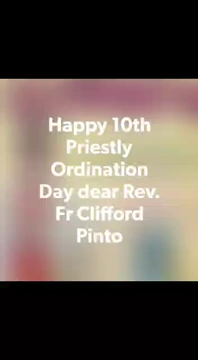 Happy 10th
Priestly
Ordination
Day dear Rev.
Fr Clifford
Pinto